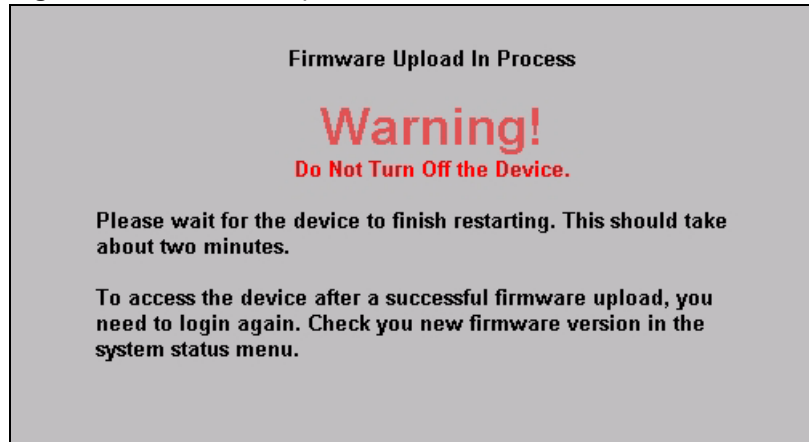 Firmware Upload In Process
Warning!
Do Not Turn Off the Device.
Please wait for the device to finish restarting. This should take
about two minutes.
To access the device after a successful firmware upload, you
need to login again. Check you new firmware version in the
system status menu.